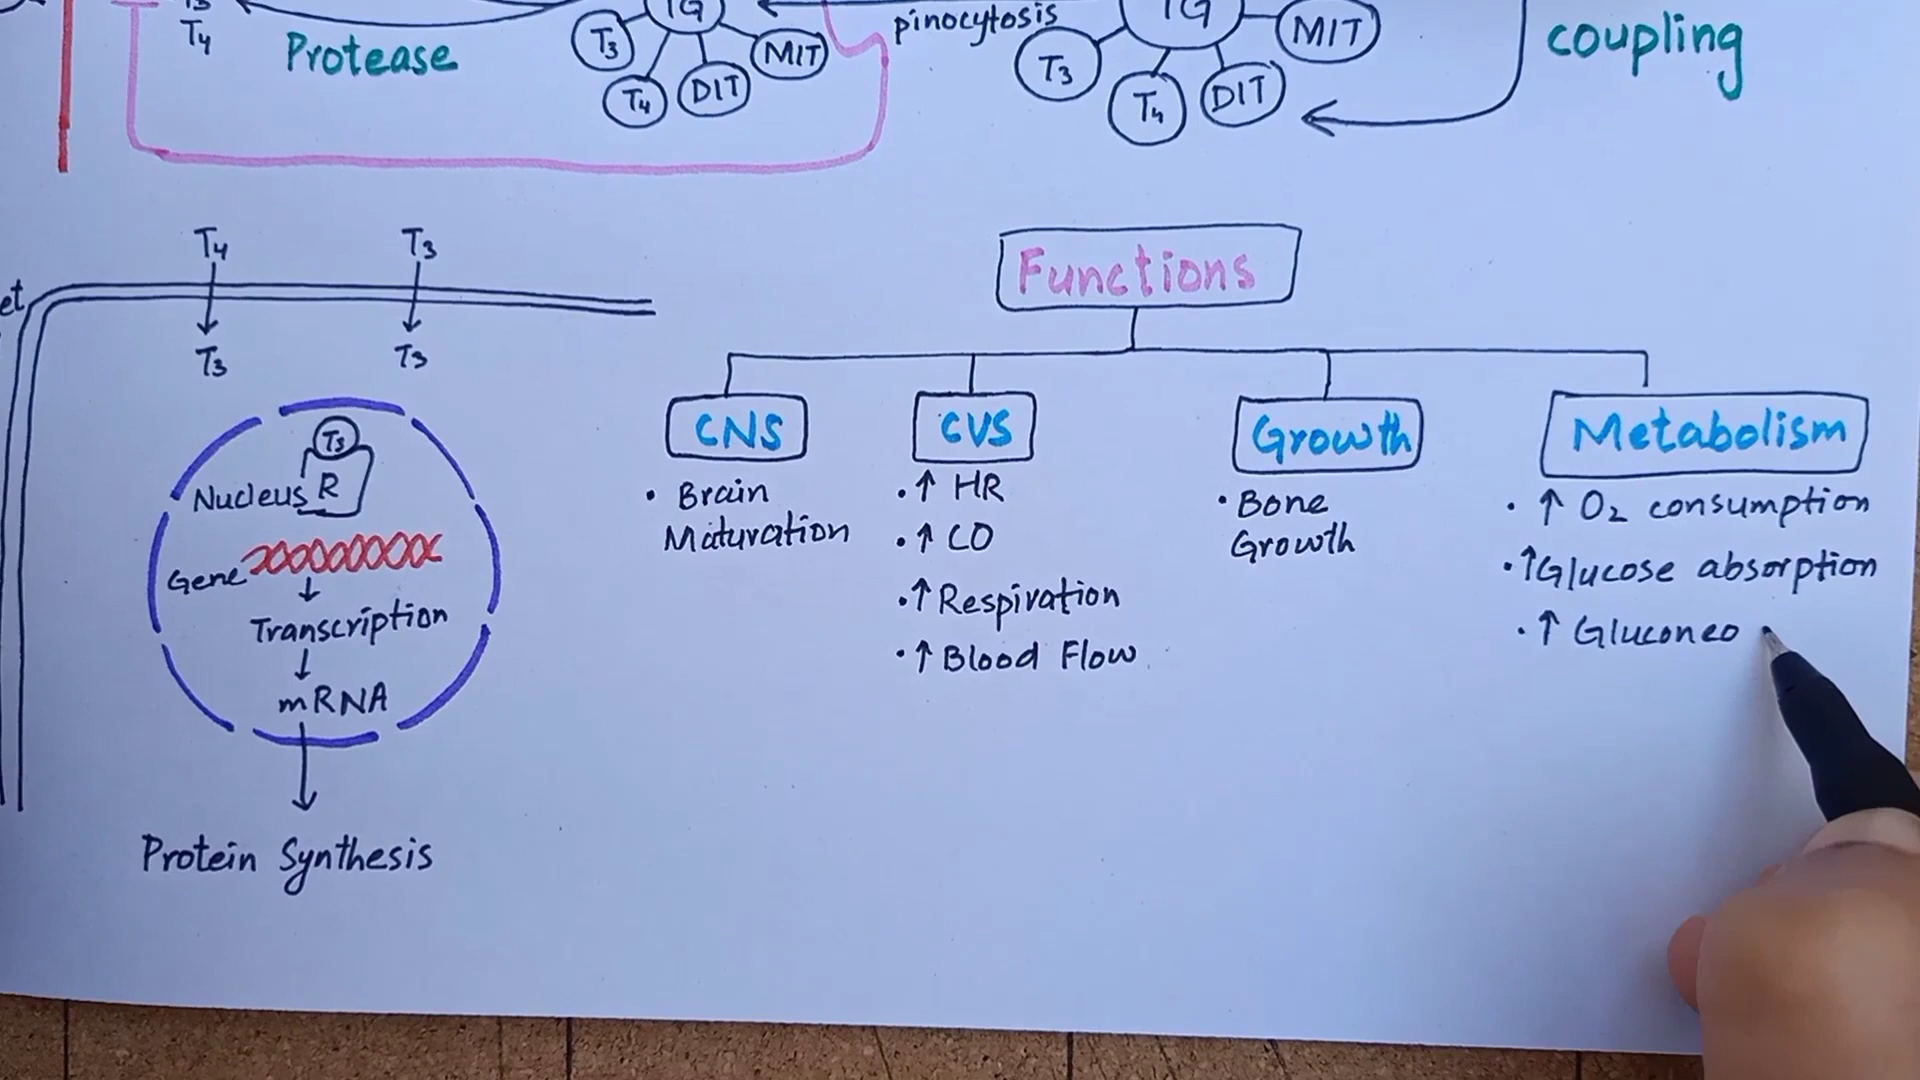 T4
Protease
T3
T4
DIT
MIT
TG
pinocytosis
T3
T4
DIT
MIT
TG
coupling
et
T4
T3
T3
T3
T3
R
Nucleus
Gene
Transcription
mRNA
Protein Synthesis
Functions
CNS
• Brain
Maturation
CVS
• ↑ HR
• ↑ CO
• ↑ Respiration
• ↑ Blood Flow
Growth
• Bone
Growth
Metabolism
• ↑ O2 consumption
• ↑ Glucose absorption
• ↑ Gluconeo